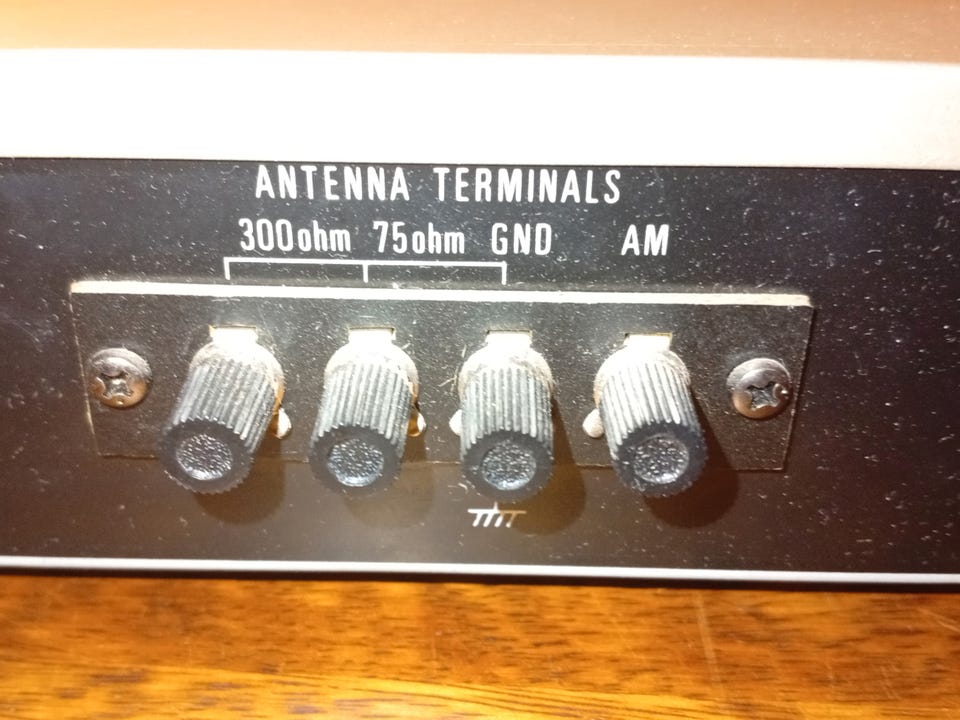 ANTENNA TERMINALS
300ohm 75ohm GND AM